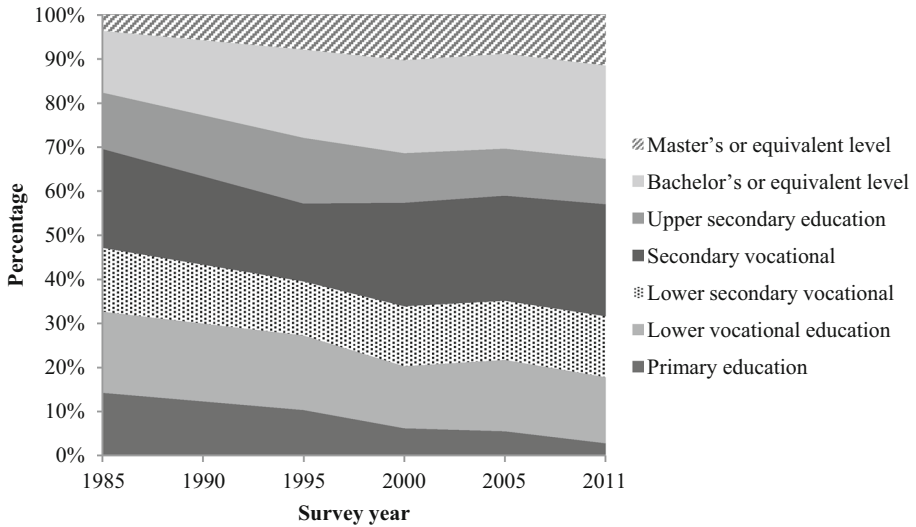 100%
90%
80%
70%
60%
50%
40%
30%
20%
10%
0%
Percentage
1985 1990 1995 2000 2005 2011
Survey year
Master's or equivalent level
Bachelor's or equivalent level
Upper secondary education
Secondary vocational
Lower secondary vocational
Lower vocational education
Primary education